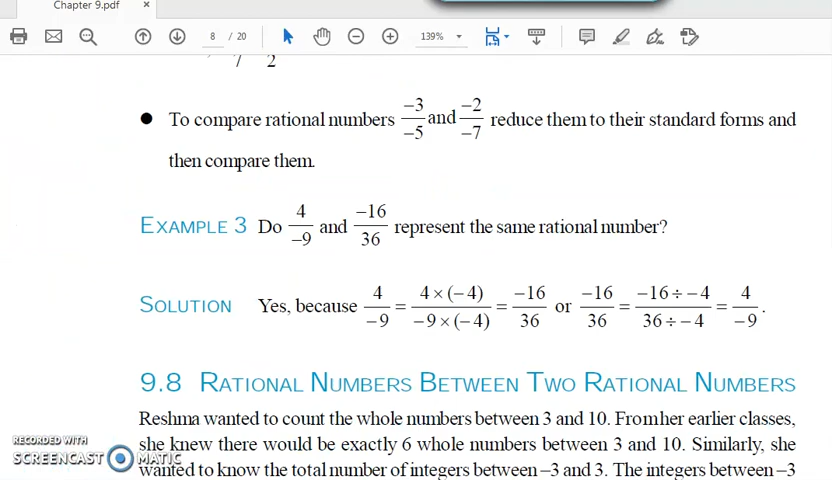 Chapter 9.pdf ×
8 / 20 139%
7 2
● To compare rational numbers −3/−5 and −2/−7 reduce them to their standard forms and
then compare them.
EXAMPLE 3 Do 4/−9 and −16/36 represent the same rational number?
SOLUTION Yes, because 4/−9 = 4 × (−4)/−9 × (−4) = −16/36 or −16/36 = −16 ÷ −4/36 ÷ −4 = 4/−9.
9.8 RATIONAL NUMBERS BETWEEN TWO RATIONAL NUMBERS
Reshma wanted to count the whole numbers between 3 and 10. From her earlier classes,
she knew there would be exactly 6 whole numbers between 3 and 10. Similarly, she
wanted to know the total number of integers between −3 and 3. The integers between −3
RECORDED WITH
SCREENCAST MATIC